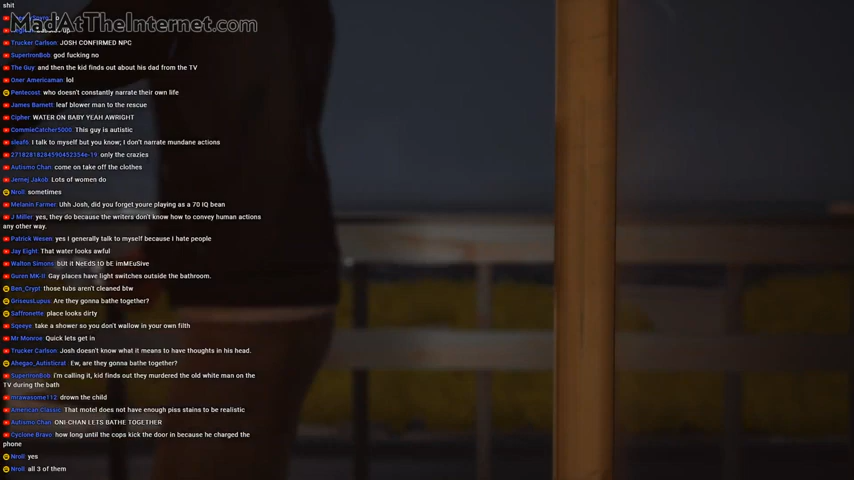 shit
MadAtTheInternet.com
Trucker Carlson: JOSH CONFIRMED NPC
SuperIronBob: god fucking no
The Guy: and then the kid finds out about his dad from the TV
Oner Americaman: lol
Pentecost: who doesn't constantly narrate their own life
James Barnett: leaf blower man to the rescue
Cipher: WATER ON BABY YEAH AWRIGHT
CommieCatcher5000: This guy is autistic
sleaf6: I talk to myself but you know; I don't narrate mundane actions
271828182845904523546-19: only the crazies
Autismo Chan: come on take off the clothes
Jernej Jakob: Lots of women do
Nroll: sometimes
Melanin Farmer: Uhh Josh, did you forget youre playing as a 70 IQ bean
J Miller: yes, they do because the writers don't know how to convey human actions
any other way.
Patrick Wesen: yes I generally talk to myself because I hate people
Jay Eight: That water looks awful
Walton Simons: bUt it NeEdS tO bE imMEuSive
Guren MK-II: Gay places have light switches outside the bathroom.
Ben_Crypt: those tubs aren't cleaned btw
GriseusLupus: Are they gonna bathe together?
Saffronette: place looks dirty
Sqeeye: take a shower so you don't wallow in your own filth
Mr Monroe: Quick lets get in
Trucker Carlson: Josh doesn't know what it means to have thoughts in his head.
Ahegao_Autisticral: Ew, are they gonna bathe together?
SuperIronBob: i'm calling it, kid finds out they murdered the old white man on the
TV during the bath
mrawasome112: drown the child
American Classic: That motel does not have enough piss stains to be realistic
Autismo Chan: ONI-CHAN LETS BATHE TOGETHER
Cyclone Bravo: how long until the cops kick the door in because he charged the
phone
Nroll: yes
Nroll: all 3 of them